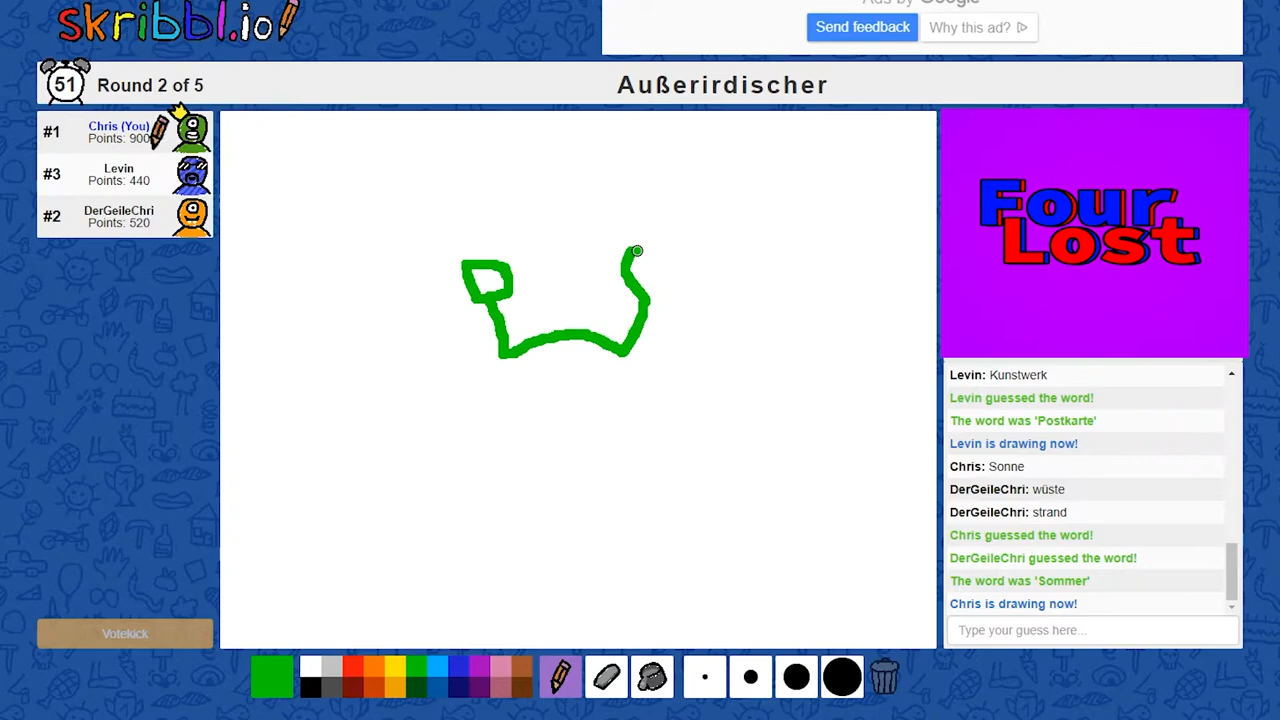 skribbl.io
Ads by Google
Send feedback
Why this ad?
51
Round 2 of 5
Außerirdischer
#1
Chris (You)
Points: 900
#3
Levin
Points: 440
#2
DerGeileChri
Points: 520
Four
Lost
Levin: Kunstwerk
Levin guessed the word!
The word was 'Postkarte'
Levin is drawing now!
Chris: Sonne
DerGeileChri: wüste
DerGeileChri: strand
Chris guessed the word!
DerGeileChri guessed the word!
The word was 'Sommer'
Chris is drawing now!
Type your guess here...
Votekick